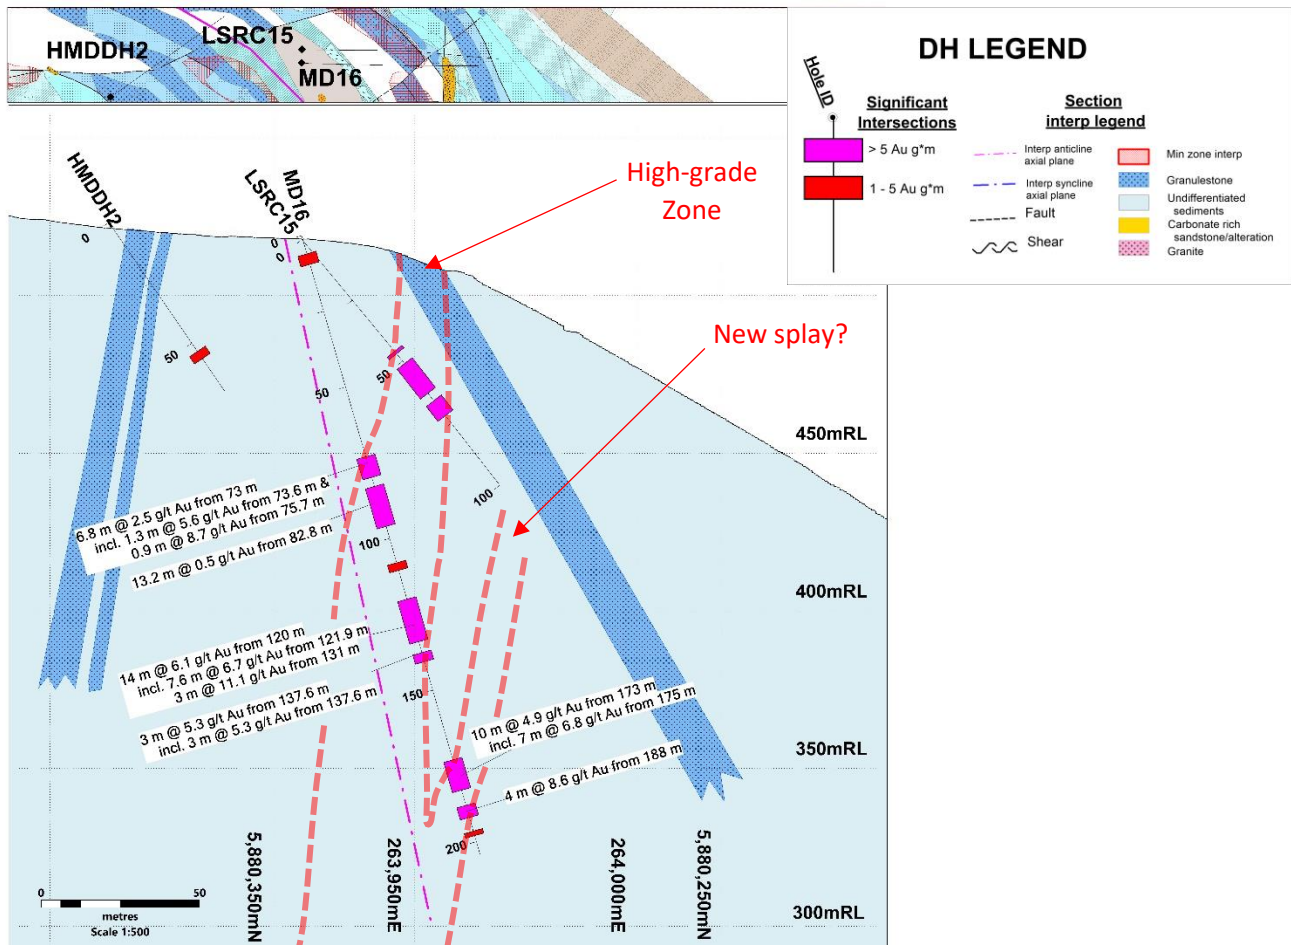 HMDDH2
LSRC15
MD16
DH LEGEND
Hole ID
Significant
Intersections
> 5 Au g*m
1 - 5 Au g*m
Section
interp legend
Interp anticline
axial plane
Interp syncline
axial plane
Fault
Shear
Min zone interp
Granulestone
Undifferentiated
sediments
Carbonate rich
sandstone/alteration
Granite
HMDDH2
LSRC15
MD16
High-grade
Zone
New splay?
0
0
0
50
50
50
100
100
150
200
450mRL
400mRL
350mRL
300mRL
6.8 m @ 2.5 g/t Au from 73 m
incl. 1.3 m @ 5.6 g/t Au from 73.6 m &
0.9 m @ 8.7 g/t Au from 75.7 m
13.2 m @ 0.5 g/t Au from 82.8 m
14 m @ 6.1 g/t Au from 120 m
incl. 7.6 m @ 6.7 g/t Au from 121.9 m
3 m @ 11.1 g/t Au from 131 m
3 m @ 5.3 g/t Au from 137.6 m
incl. 3 m @ 5.3 g/t Au from 137.6 m
10 m @ 4.9 g/t Au from 173 m
incl. 7 m @ 6.8 g/t Au from 175 m
4 m @ 8.6 g/t Au from 188 m
5,880,350mN
263,950mE
264,000mE
5,880,250mN
0 50
metres
Scale 1:500